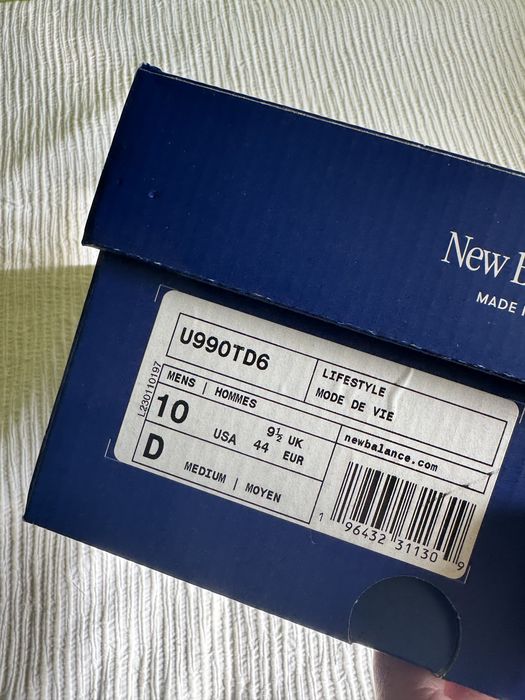 New
MADE
U990TD6
LIFESTYLE
MODE DE VIE
L230110197
MENS | HOMMES
10
USA
9½ UK
44 EUR
D
MEDIUM | MOYEN
newbalance.com
1 96432 31130 9